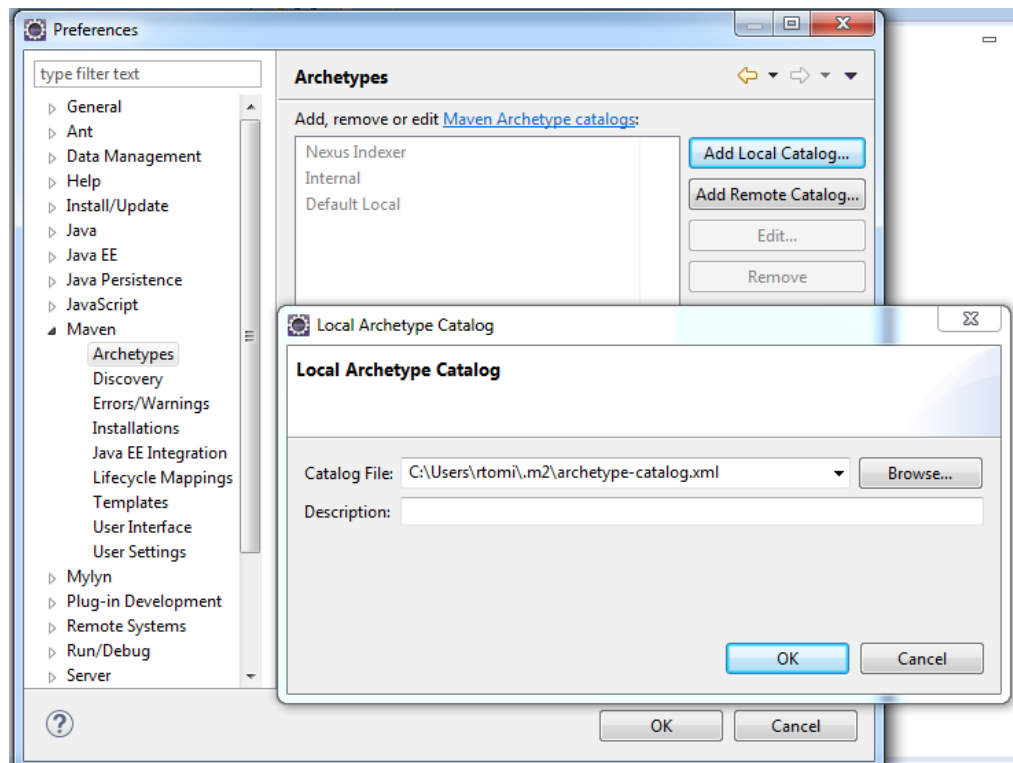 Preferences
type filter text
General
Ant
Data Management
Help
Install/Update
Java
Java EE
Java Persistence
JavaScript
Maven
Archetypes
Discovery
Errors/Warnings
Installations
Java EE Integration
Lifecycle Mappings
Templates
User Interface
User Settings
Mylyn
Plug-in Development
Remote Systems
Run/Debug
Server
Archetypes
Add, remove or edit Maven Archetype catalogs:
Nexus Indexer
Internal
Default Local
Add Local Catalog...
Add Remote Catalog...
Edit...
Remove
Local Archetype Catalog
Local Archetype Catalog
Catalog File: C:\Users\rtomi\.m2\archetype-catalog.xml Browse...
Description:
OK Cancel
? OK Cancel